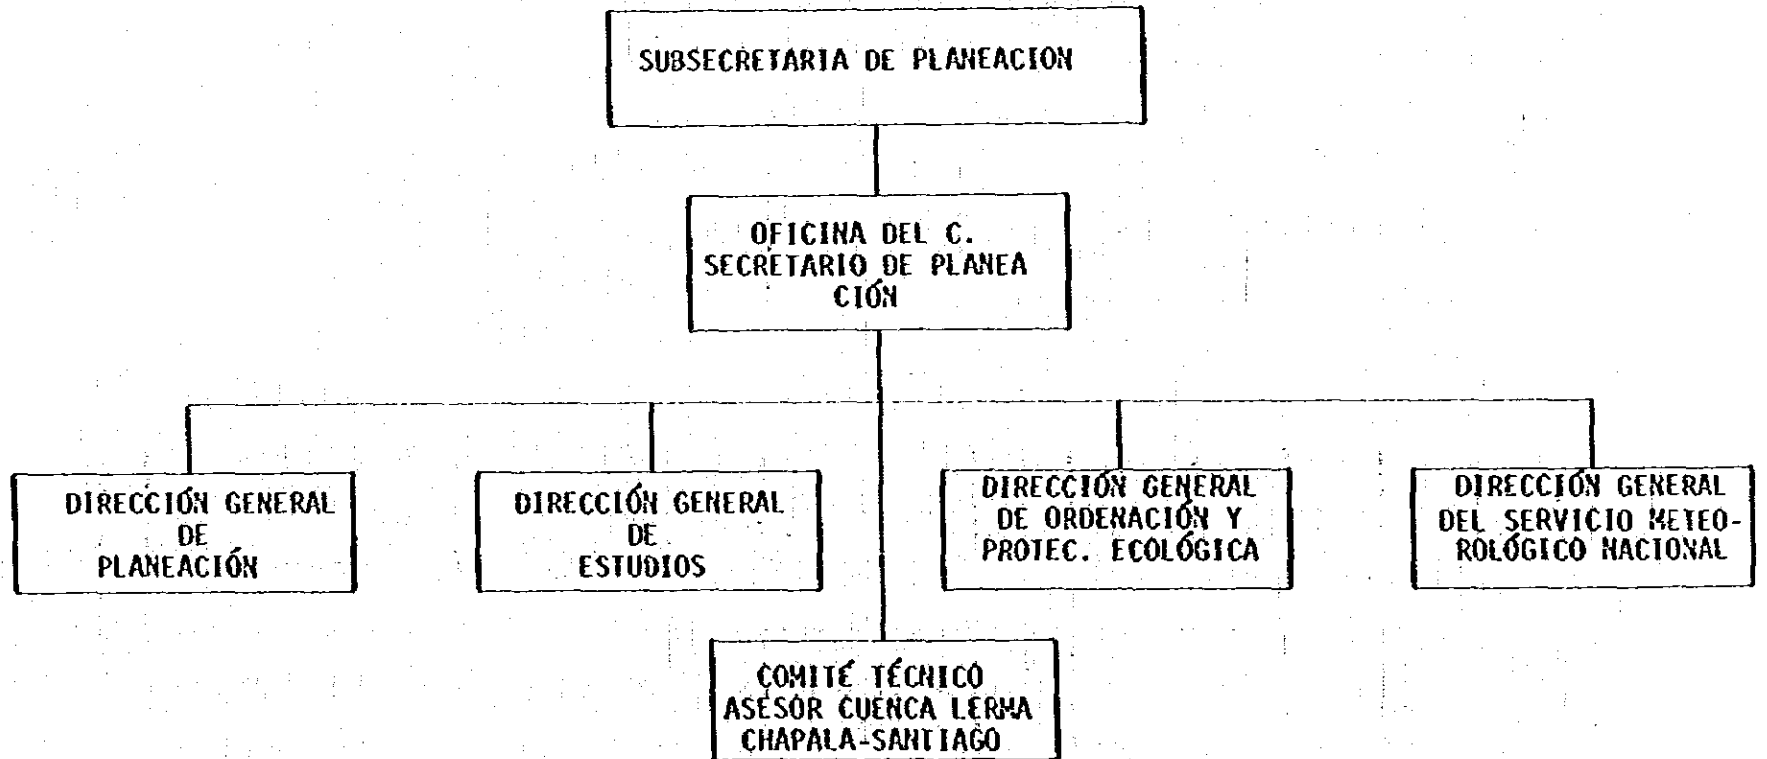 SUBSECRETARIA DE PLANEACION
OFICINA DEL C.
SECRETARIO DE PLANEA
CIÓN
DIRECCIÓN GENERAL
DE
PLANEACIÓN
DIRECCIÓN GENERAL
DE
ESTUDIOS
DIRECCIÓN GENERAL
DE ORDENACIÓN Y
PROTEC. ECOLÓGICA
DIRECCIÓN GENERAL
DEL SERVICIO METEO-
ROLÓGICO NACIONAL
COMITÉ TÉCNICO
ASESOR CUENCA LERMA
CHAPALA-SANTIAGO